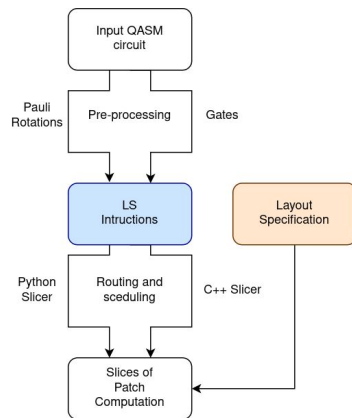 Input QASM
circuit
Pauli
Rotations
Pre-processing
Gates
LS
Intructions
Layout
Specification
Python
Slicer
Routing and
sceduling
C++ Slicer
Slices of
Patch
Computation